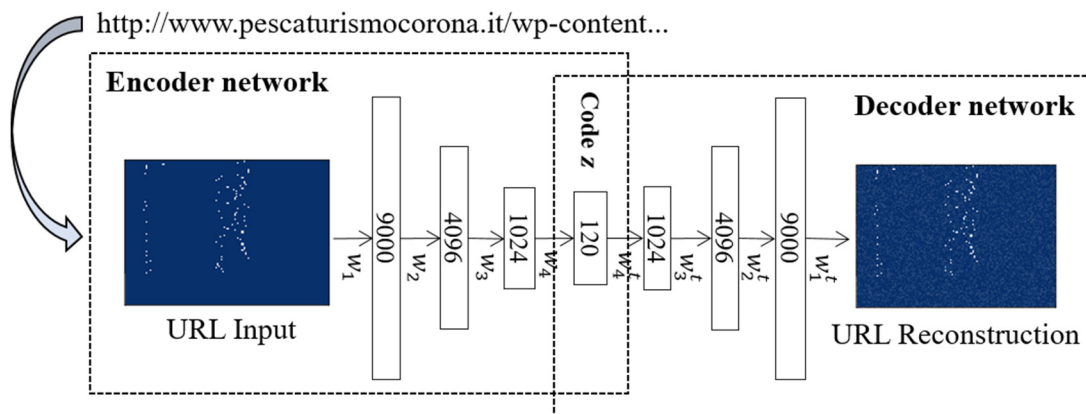 http://www.pescaturismocorona.it/wp-content...
Encoder network
Code z
Decoder network
9000
4096
1024
120
1024
4096
9000
w₁
w₂
w₃
w₄
w₄ᵗ
w₃ᵗ
w₂ᵗ
w₁ᵗ
URL Input
URL Reconstruction